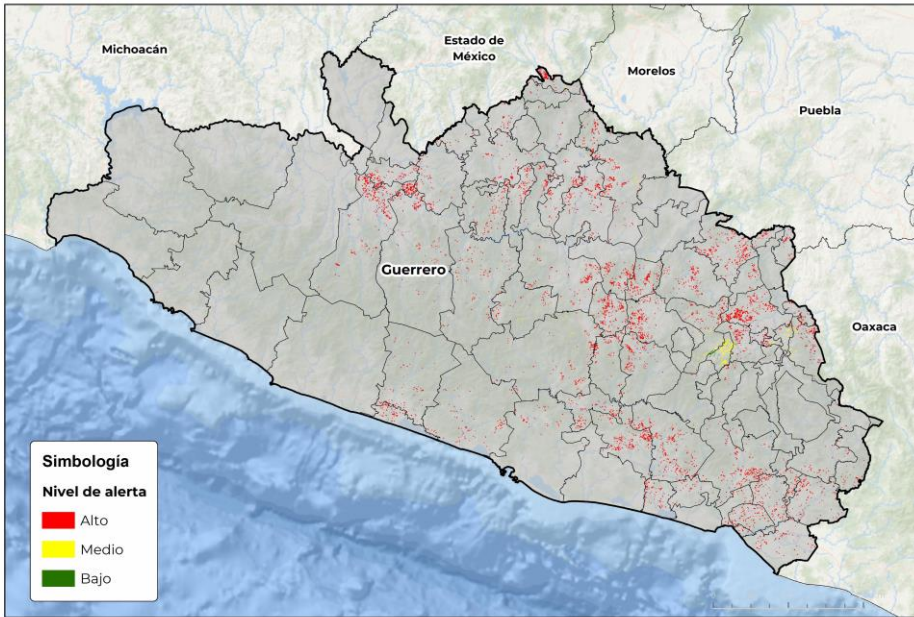 Michoacán
Estado de
México
Morelos
Puebla
Guerrero
Oaxaca
Simbología
Nivel de alerta
Alto
Medio
Bajo